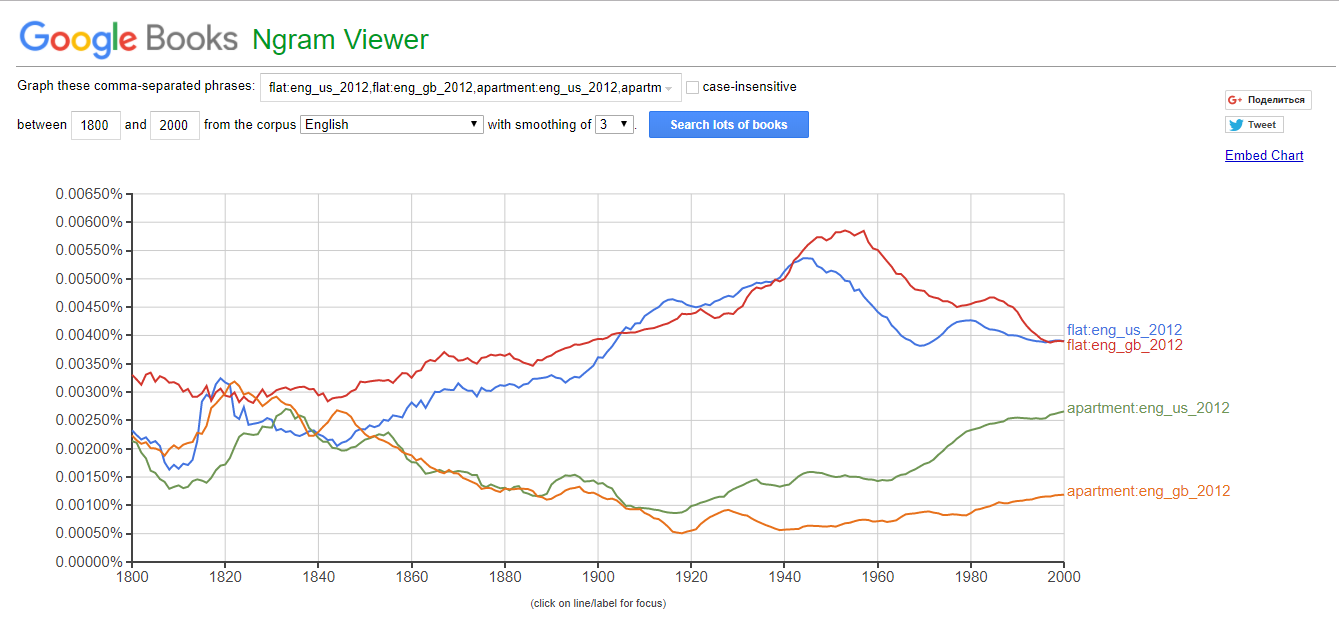 Google Books Ngram Viewer
Graph these comma-separated phrases: flat:eng_us_2012,flat:eng_gb_2012,apartment:eng_us_2012,apartm case-insensitive
between 1800 and 2000 from the corpus English with smoothing of 3 . Search lots of books
G+ Поделиться
Tweet
Embed Chart
0.00650%
0.00600%
0.00550%
0.00500%
0.00450%
0.00400%
0.00350%
0.00300%
0.00250%
0.00200%
0.00150%
0.00100%
0.00050%
0.00000%
flat:eng_us_2012
flat:eng_gb_2012
apartment:eng_us_2012
apartment:eng_gb_2012
1800 1820 1840 1860 1880 1900 1920 1940 1960 1980 2000
(click on line/label for focus)